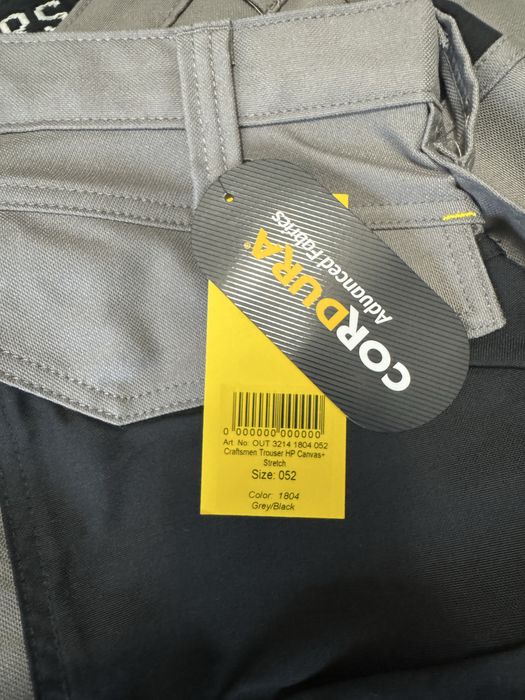 CORDURA®
Advanced Fabrics
0 000000 000000
Art. No: OUT 3214 1804 052
Craftsmen Trouser HP Canvas+
Stretch
Size: 052
Color: 1804
Grey/Black